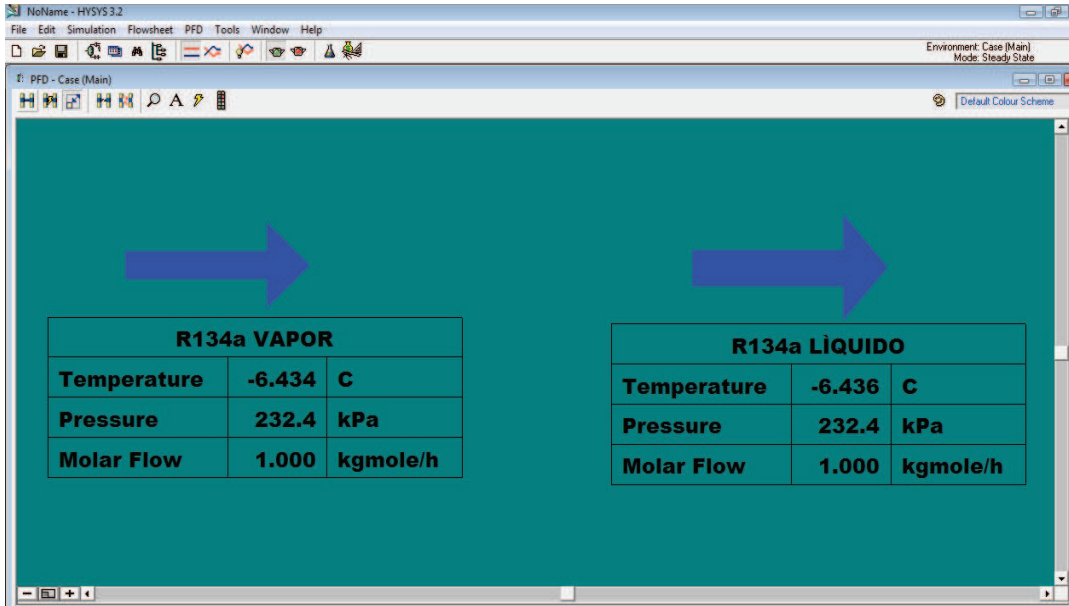 NoName - HYSYS 3.2
File Edit Simulation Flowsheet PFD Tools Window Help
Environment: Case (Main)
Mode: Steady State
PFD - Case (Main)
A
Default Colour Scheme
R134a VAPOR
Temperature -6.434 C
Pressure 232.4 kPa
Molar Flow 1.000 kgmole/h
R134a LÌQUIDO
Temperature -6.436 C
Pressure 232.4 kPa
Molar Flow 1.000 kgmole/h